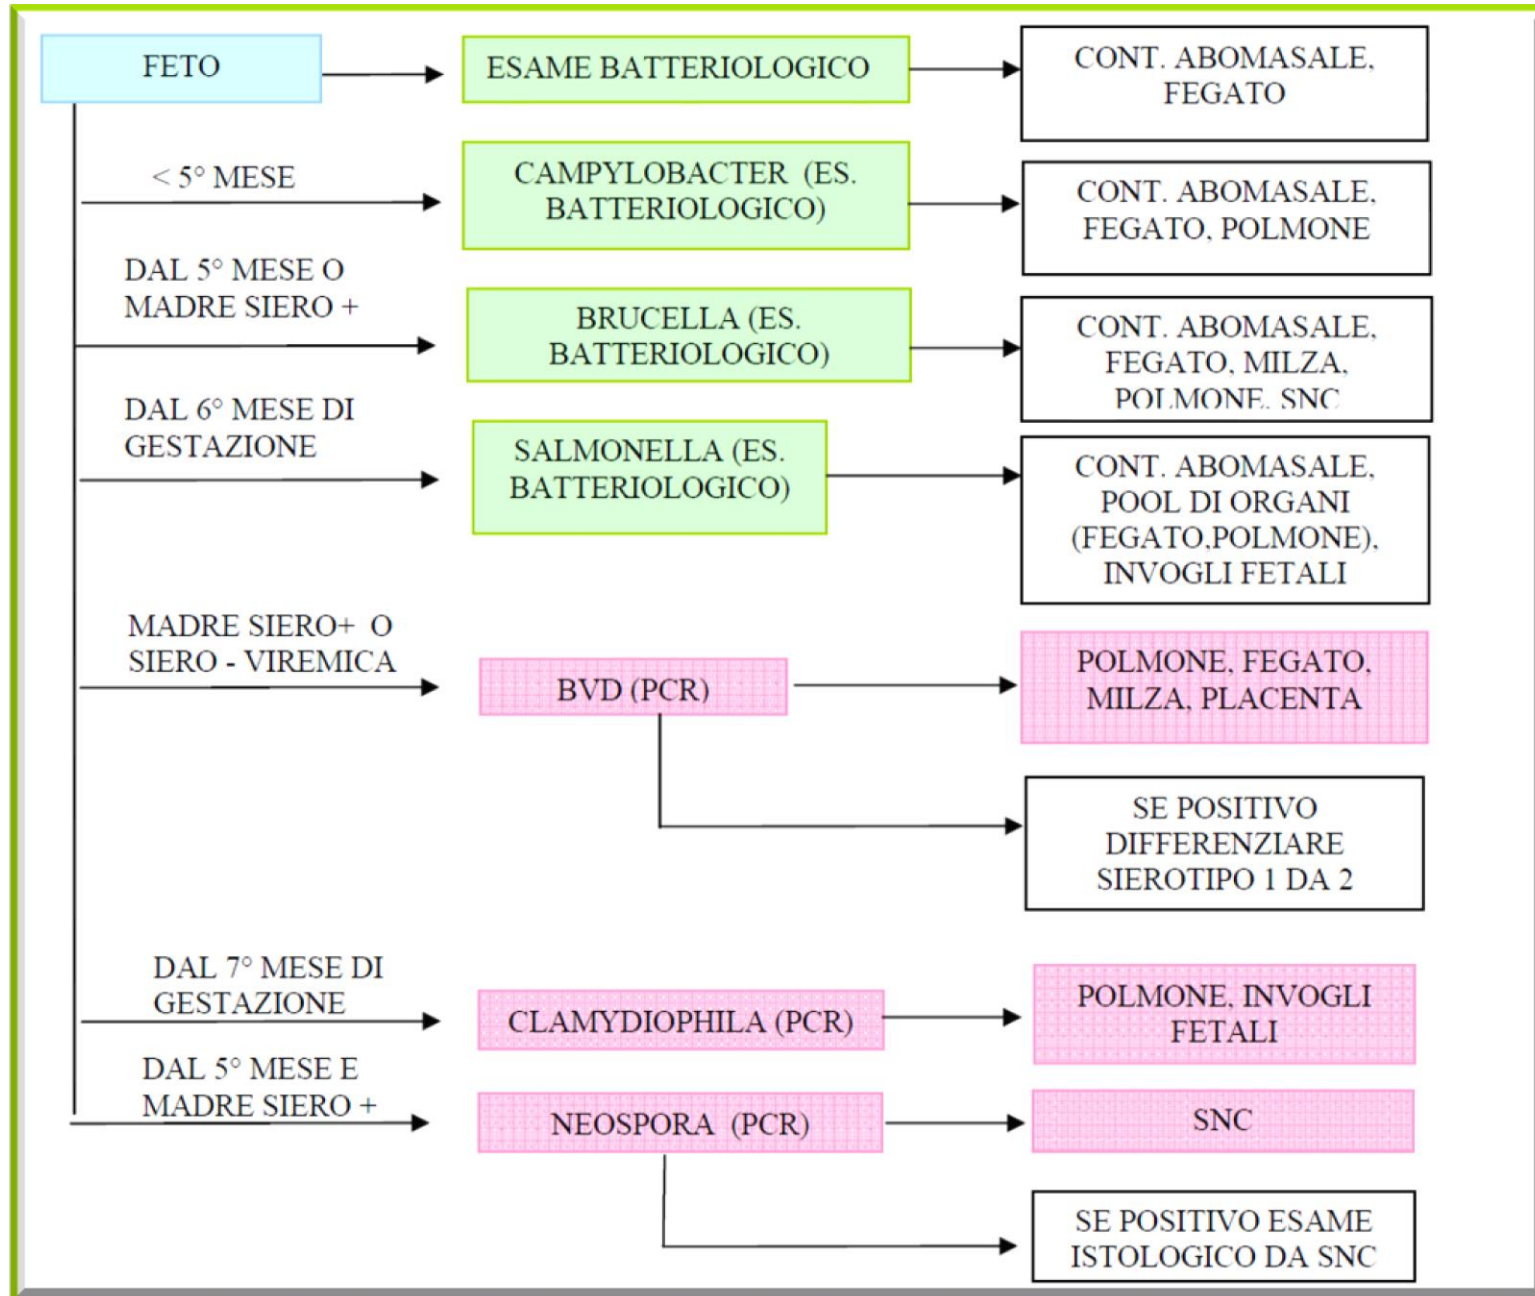 FETO
ESAME BATTERIOLOGICO
CONT. ABOMASALE,
FEGATO
< 5° MESE
CAMPYLOBACTER (ES.
BATTERIOLOGICO)
CONT. ABOMASALE,
FEGATO, POLMONE
DAL 5° MESE O
MADRE SIERO +
BRUCELLA (ES.
BATTERIOLOGICO)
CONT. ABOMASALE,
FEGATO, MILZA,
POLMONE, SNC
DAL 6° MESE DI
GESTAZIONE
SALMONELLA (ES.
BATTERIOLOGICO)
CONT. ABOMASALE,
POOL DI ORGANI
(FEGATO,POLMONE),
INVOGLI FETALI
MADRE SIERO+ O
SIERO - VIREMICA
BVD (PCR)
POLMONE, FEGATO,
MILZA, PLACENTA
SE POSITIVO
DIFFERENZIARE
SIEROTIPO 1 DA 2
DAL 7° MESE DI
GESTAZIONE
CLAMYDIOPHILA (PCR)
POLMONE, INVOGLI
FETALI
DAL 5° MESE E
MADRE SIERO +
NEOSPORA (PCR)
SNC
SE POSITIVO ESAME
ISTOLOGICO DA SNC